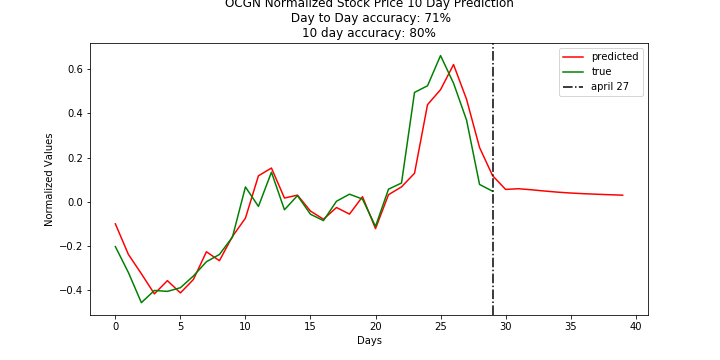 OCGN Normalized Stock Price 10 Day Prediction
Day to Day accuracy: 71%
10 day accuracy: 80%
predicted
true
april 27
Normalized Values
0.6
0.4
0.2
0.0
−0.2
−0.4
0 5 10 15 20 25 30 35 40
Days